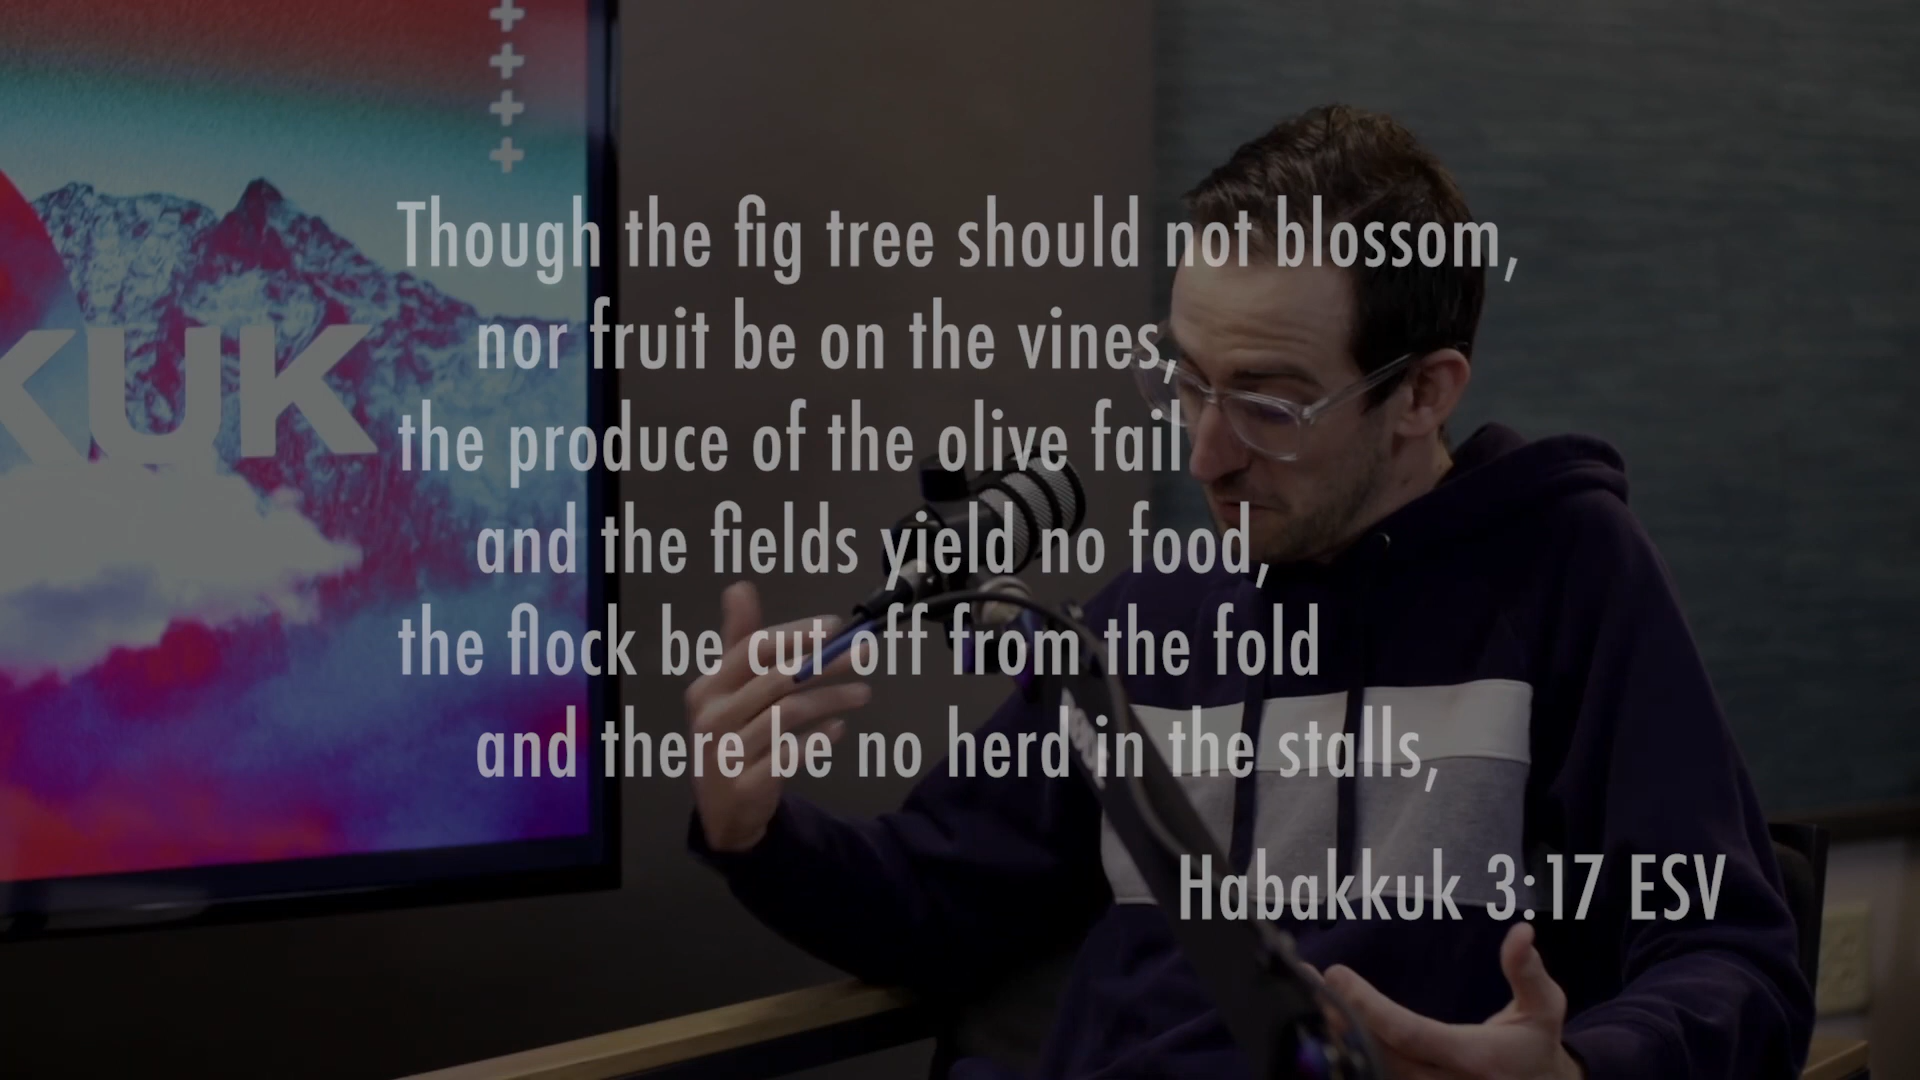 KUK
Though the fig tree should not blossom,
nor fruit be on the vines,
the produce of the olive fail
and the fields yield no food,
the flock be cut off from the fold
and there be no herd in the stalls,
Habakkuk 3:17 ESV